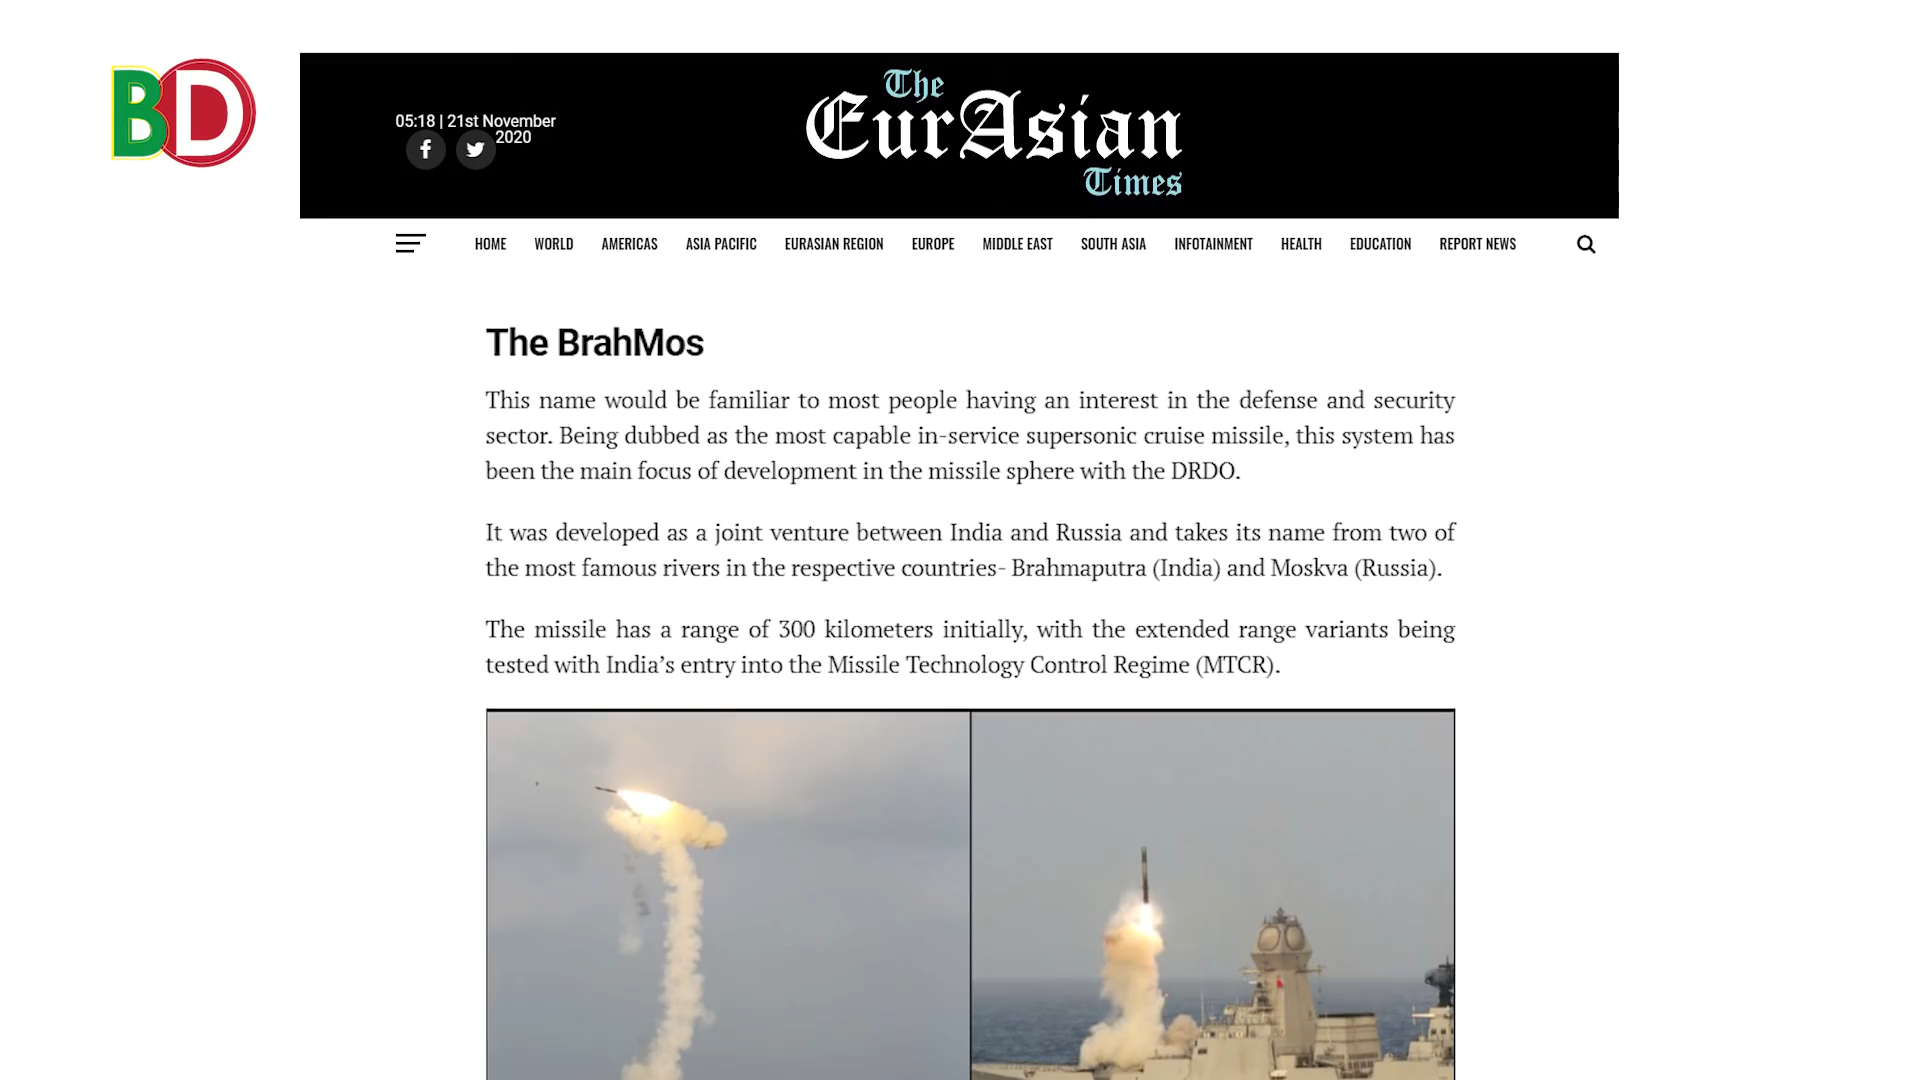 BD
The
EurAsian
Times
05:18 | 21st November
2020
HOME WORLD AMERICAS ASIA PACIFIC EURASIAN REGION EUROPE MIDDLE EAST SOUTH ASIA INFOTAINMENT HEALTH EDUCATION REPORT NEWS
The BrahMos
This name would be familiar to most people having an interest in the defense and security
sector. Being dubbed as the most capable in-service supersonic cruise missile, this system has
been the main focus of development in the missile sphere with the DRDO.
It was developed as a joint venture between India and Russia and takes its name from two of
the most famous rivers in the respective countries- Brahmaputra (India) and Moskva (Russia).
The missile has a range of 300 kilometers initially, with the extended range variants being
tested with India’s entry into the Missile Technology Control Regime (MTCR).